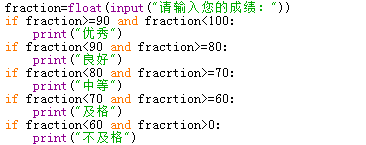 fraction=float(input("请输入您的成绩："))
if fraction>=90 and fraction<100:
    print("优秀")
if fraction<90 and fraction>=80:
    print("良好")
if fraction<80 and fracrtion>=70:
    print("中等")
if fraction<70 and fracrtion>=60:
    print("及格")
if fraction<60 and fracrtion>0:
    print("不及格")